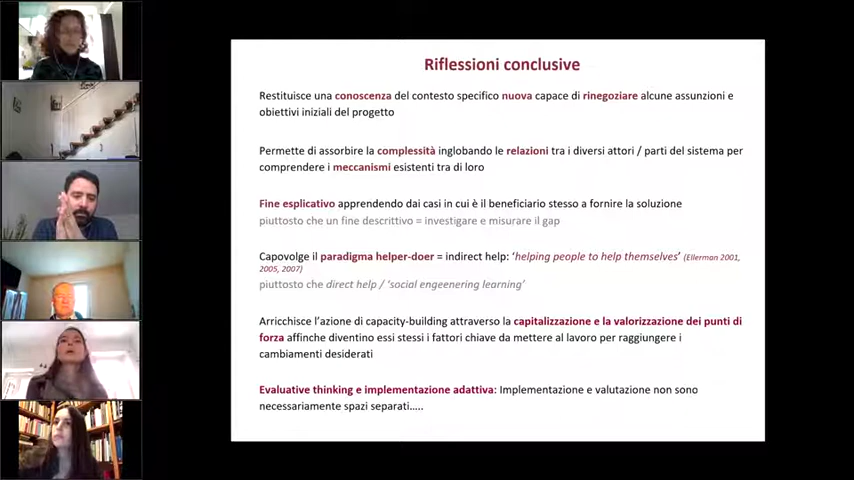 Riflessioni conclusive
Restituisce una conoscenza del contesto specifico nuova capace di rinegoziare alcune assunzioni e
obiettivi iniziali del progetto
Permette di assorbire la complessità inglobando le relazioni tra i diversi attori / parti del sistema per
comprendere i meccanismi esistenti tra di loro
Fine esplicativo apprendendo dai casi in cui è il beneficiario stesso a fornire la soluzione
piuttosto che un fine descrittivo = investigare e misurare il gap
Capovolge il paradigma helper-doer = indirect help: ‘helping people to help themselves’ (Ellerman 2001,
2005, 2007)
piuttosto che direct help / ‘social engeenering learning’
Arricchisce l’azione di capacity-building attraverso la capitalizzazione e la valorizzazione dei punti di
forza affinche diventino essi stessi i fattori chiave da mettere al lavoro per raggiungere i
cambiamenti desiderati
Evaluative thinking e implementazione adattiva: Implementazione e valutazione non sono
necessariamente spazi separati.....